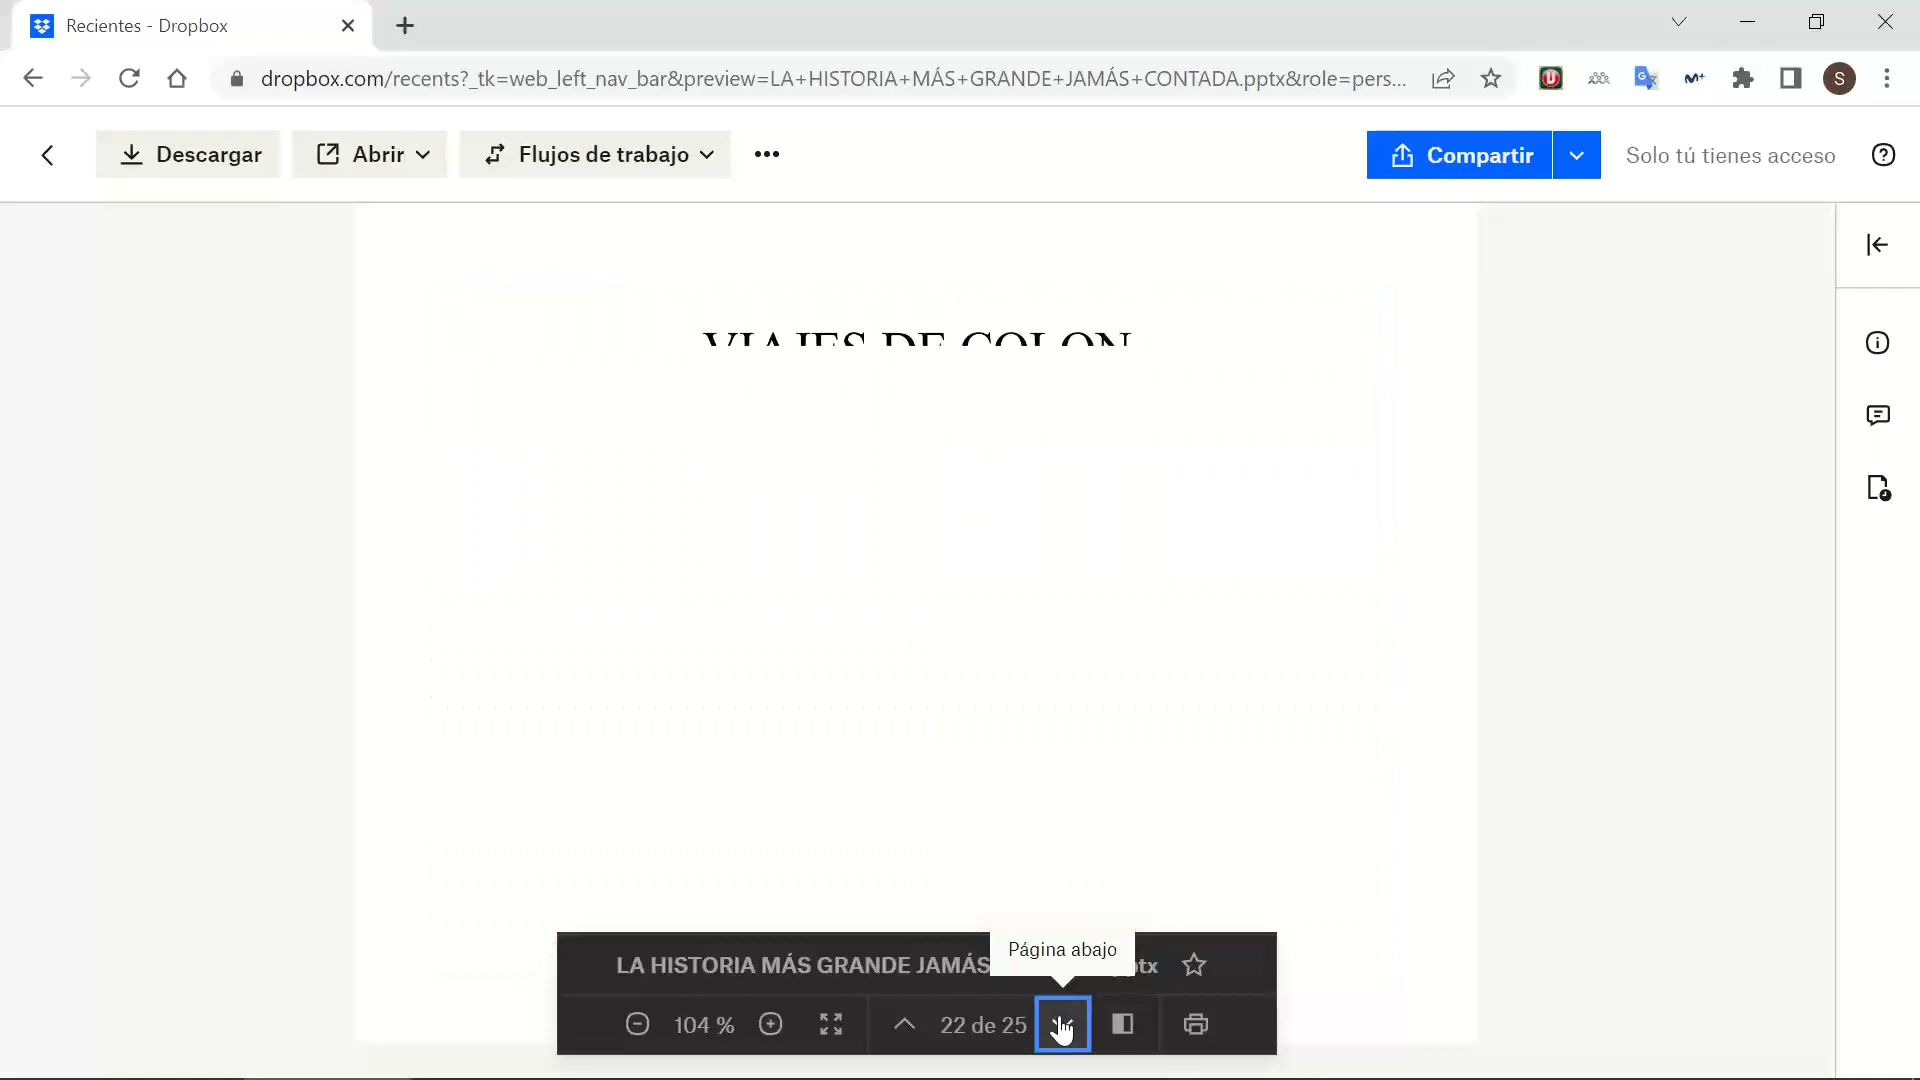 Recientes - Dropbox
dropbox.com/recents?_tk=web_left_nav_bar&preview=LA+HISTORIA+MÁS+GRANDE+JAMÁS+CONTADA.pptx&role=pers...
S
Descargar
Abrir
Flujos de trabajo
Compartir
Solo tú tienes acceso
VIAJES DE COLON
Página abajo
LA HISTORIA MÁS GRANDE JAMÁS
ptx
104 %
22 de 25